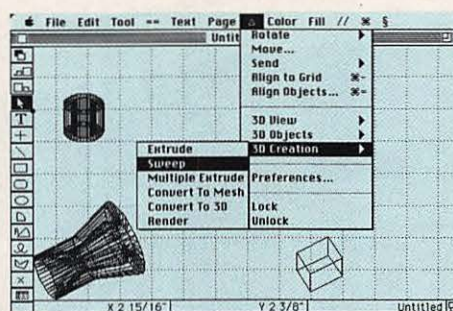 File Edit Tool == Text Page Color Fill // ⌘ §
Untit
Rotate
Move...
Send
Align to Grid ⌘-
Align Objects... ⌘=
3D View
3D Objects
3D Creation
Extrude
Sweep
Multiple Extrude
Convert To Mesh
Convert To 3D
Render
Preferences...
Lock
Unlock
T
X 2 15/16"
Y 2 3/8"
Untitled